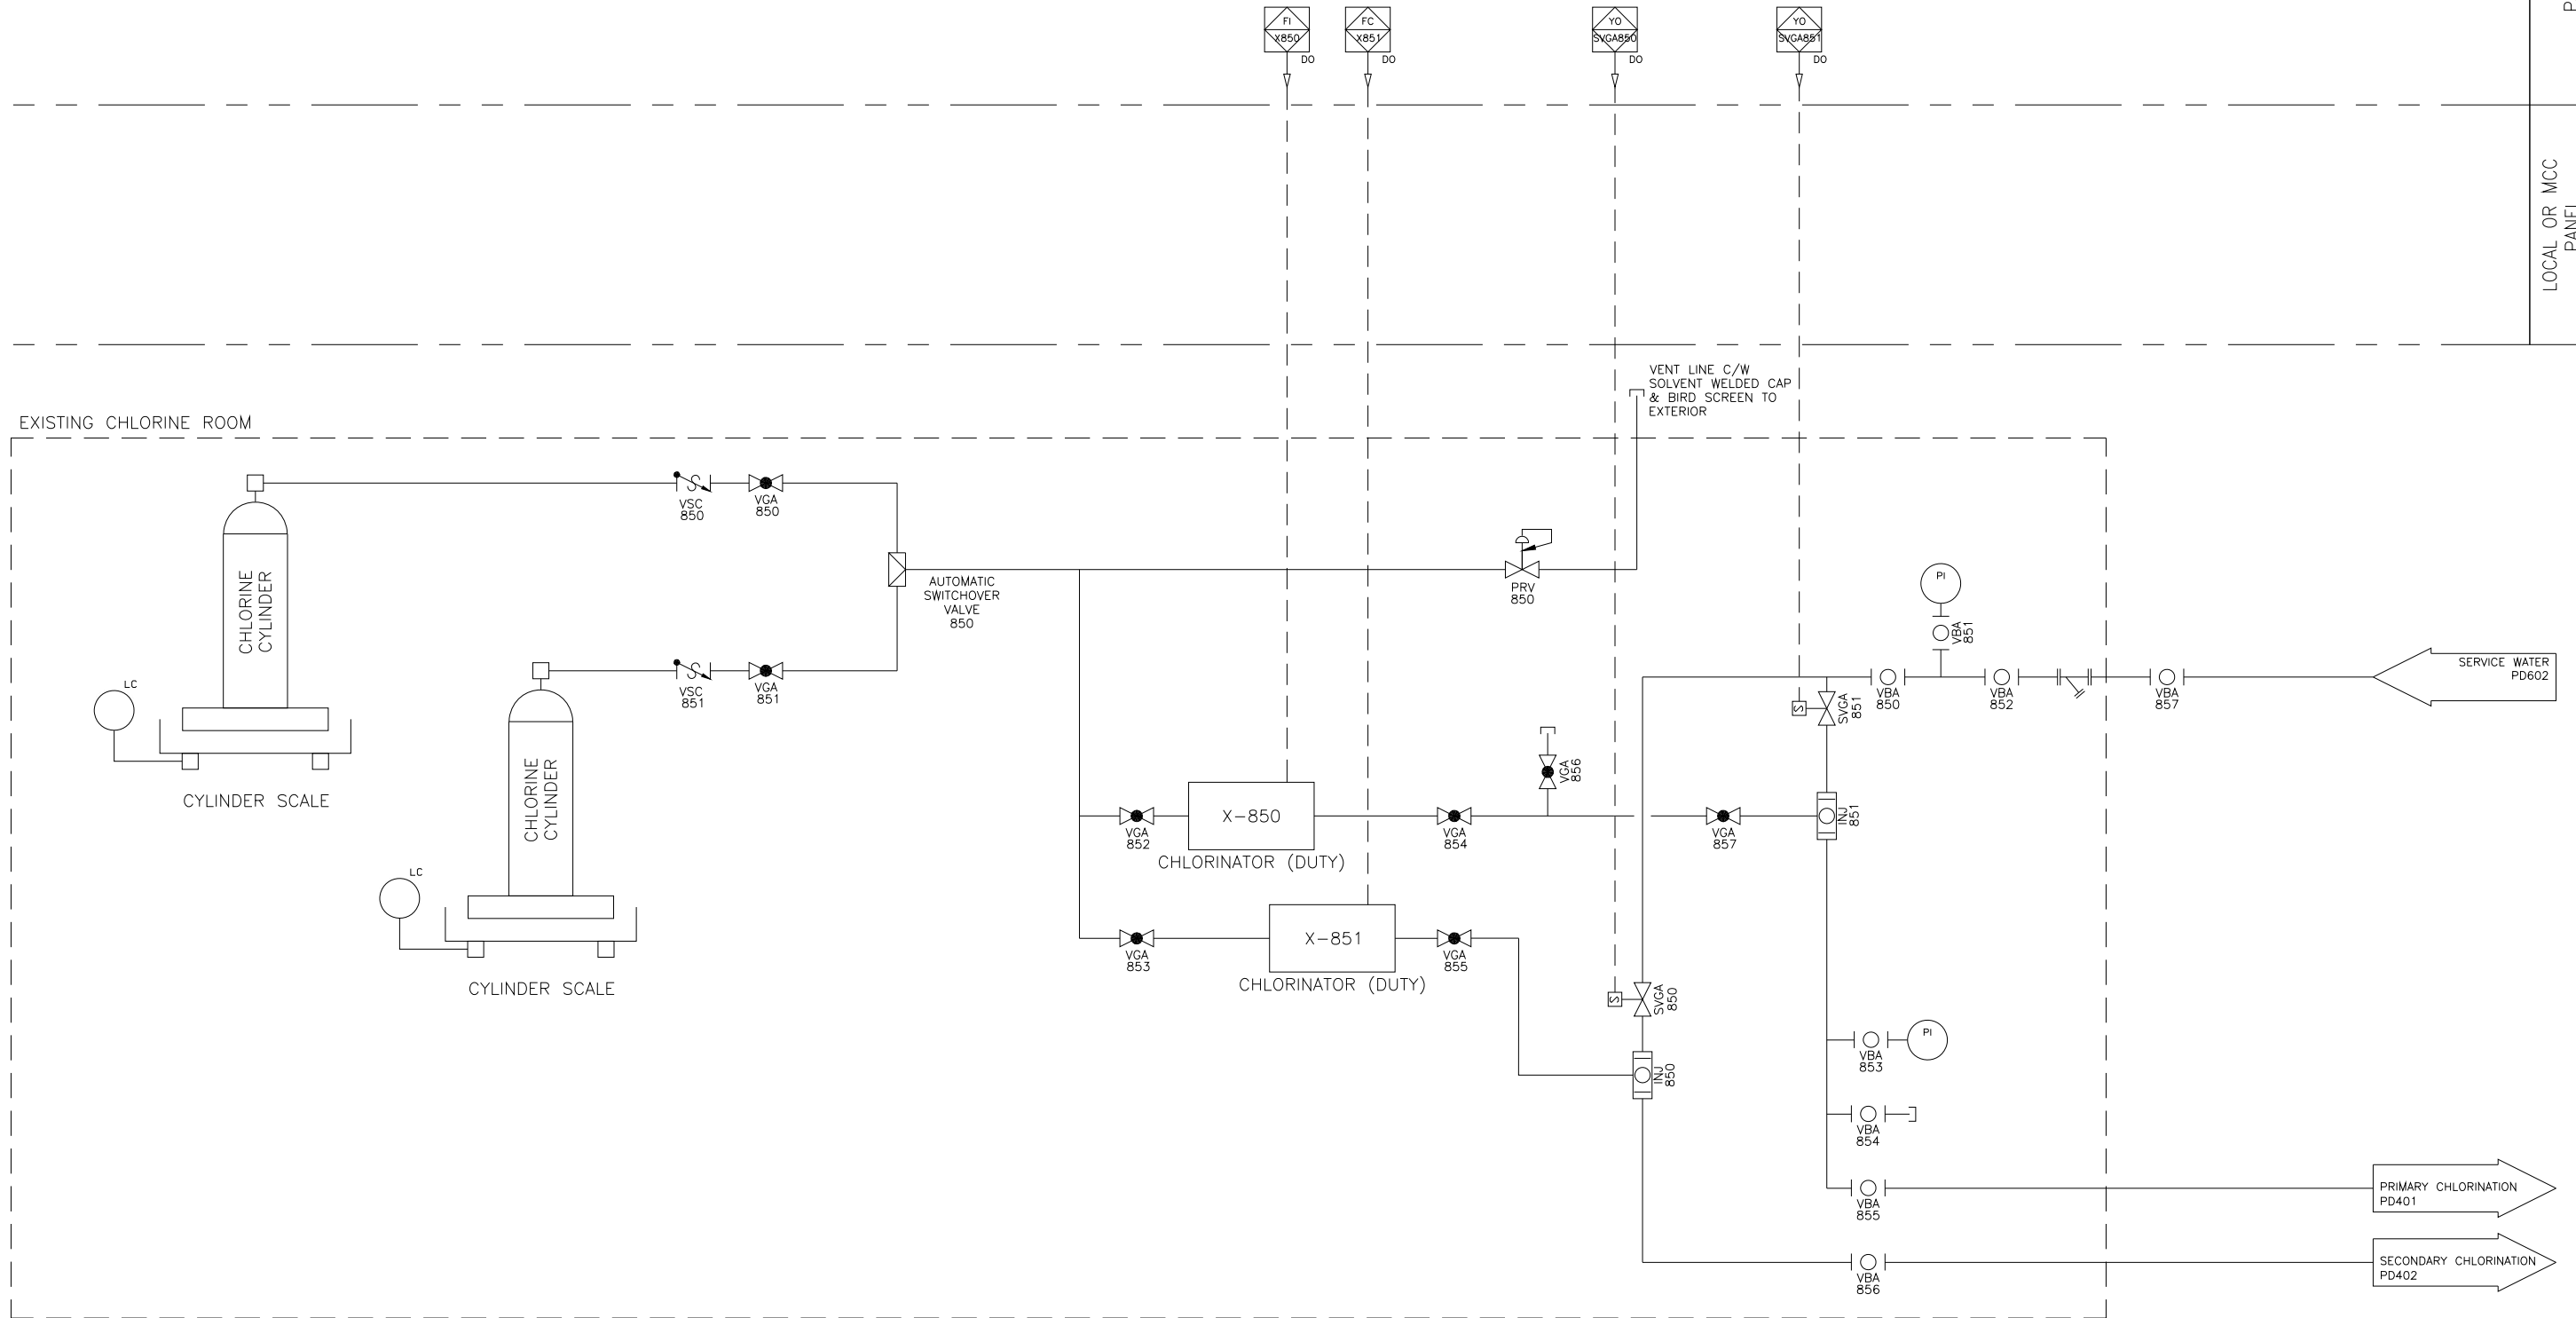 FI
X850
DO
FC
X851
DO
YO
SVGA850
DO
YO
SVGA851
DO
P
LOCAL OR MCC
PANEL
VENT LINE C/W
SOLVENT WELDED CAP
& BIRD SCREEN TO
EXTERIOR
EXISTING CHLORINE ROOM
VSC
850
VGA
850
CHLORINE
CYLINDER
LC
CYLINDER SCALE
VSC
851
VGA
851
CHLORINE
CYLINDER
LC
CYLINDER SCALE
AUTOMATIC
SWITCHOVER
VALVE
850
PRV
850
PI
VBA
851
VBA
850
VBA
852
VBA
857
SERVICE WATER
PD602
S
SVGA
851
VGA
856
VGA
852
X-850
CHLORINATOR (DUTY)
VGA
854
VGA
857
INJ
851
VGA
853
X-851
CHLORINATOR (DUTY)
VGA
855
S
SVGA
850
INJ
850
VBA
853
PI
VBA
854
VBA
855
PRIMARY CHLORINATION
PD401
VBA
856
SECONDARY CHLORINATION
PD402